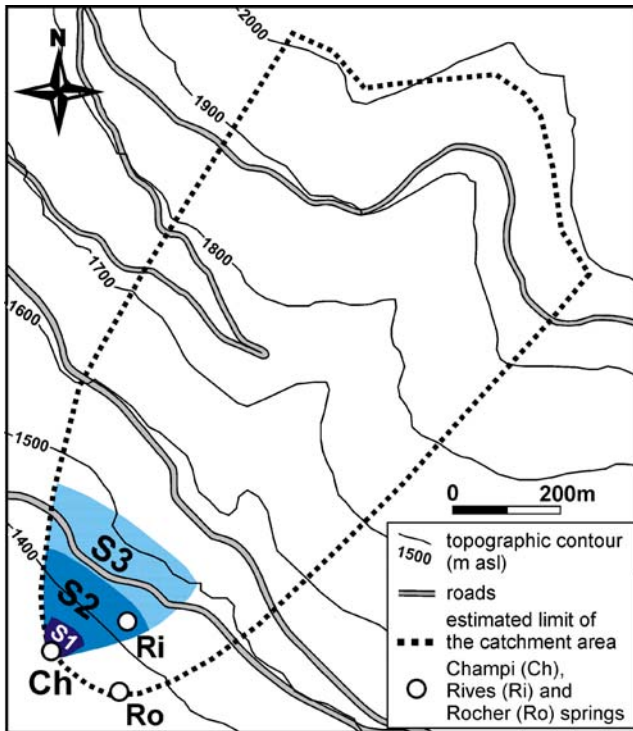 N
2000
1900
1800
1700
1600
1500
1400
S3
S2
S1
Ri
Ch
Ro
0 200m
topographic contour
1500 (m asl)
roads
estimated limit of
the catchment area
Champi (Ch),
Rives (Ri) and
Rocher (Ro) springs